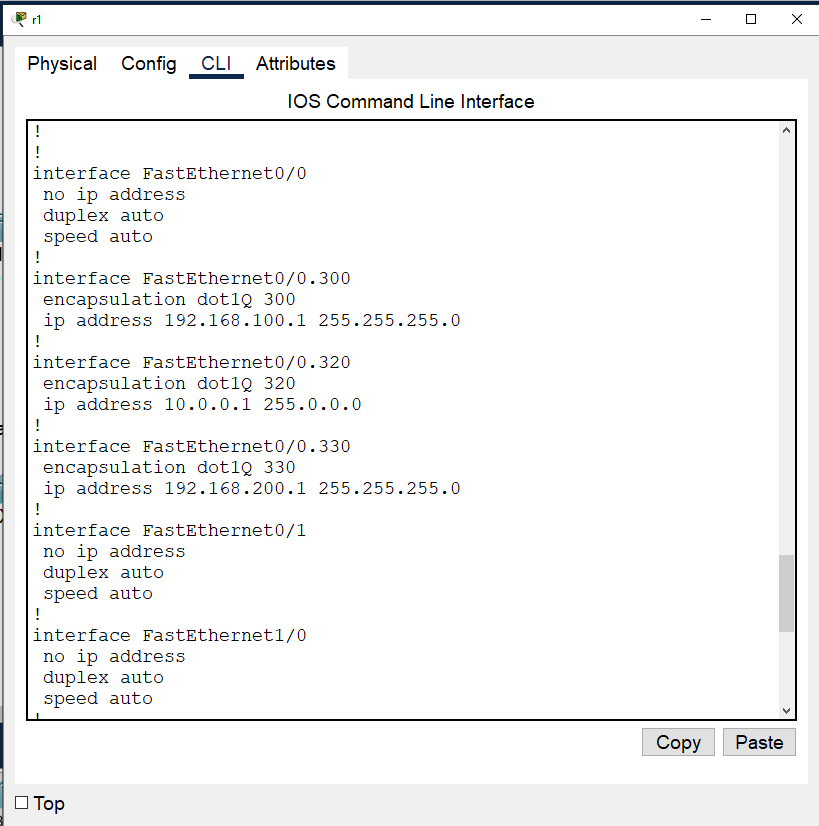 r1
Physical Config CLI Attributes
IOS Command Line Interface
!
!
interface FastEthernet0/0
 no ip address
 duplex auto
 speed auto
!
interface FastEthernet0/0.300
 encapsulation dot1Q 300
 ip address 192.168.100.1 255.255.255.0
!
interface FastEthernet0/0.320
 encapsulation dot1Q 320
 ip address 10.0.0.1 255.0.0.0
!
interface FastEthernet0/0.330
 encapsulation dot1Q 330
 ip address 192.168.200.1 255.255.255.0
!
interface FastEthernet0/1
 no ip address
 duplex auto
 speed auto
!
interface FastEthernet1/0
 no ip address
 duplex auto
 speed auto
!
Copy Paste
Top